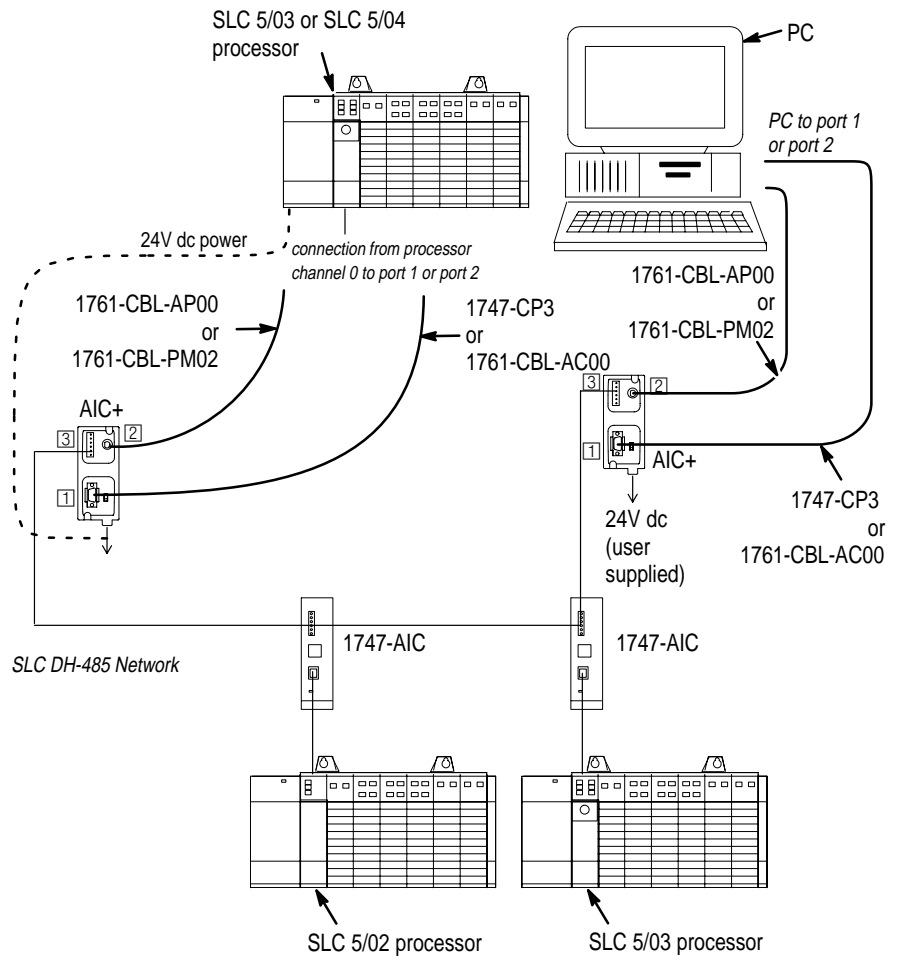 SLC 5/03 or SLC 5/04
processor
PC
PC to port 1
or port 2
24V dc power
connection from processor
channel 0 to port 1 or port 2
1761-CBL-AP00
or
1761-CBL-PM02
1747-CP3
or
1761-CBL-AC00
1761-CBL-AP00
or
1761-CBL-PM02
AIC+
3
2
1
3
2
1
AIC+
24V dc
(user
supplied)
1747-CP3
or
1761-CBL-AC00
1747-AIC
1747-AIC
SLC DH-485 Network
SLC 5/02 processor
SLC 5/03 processor